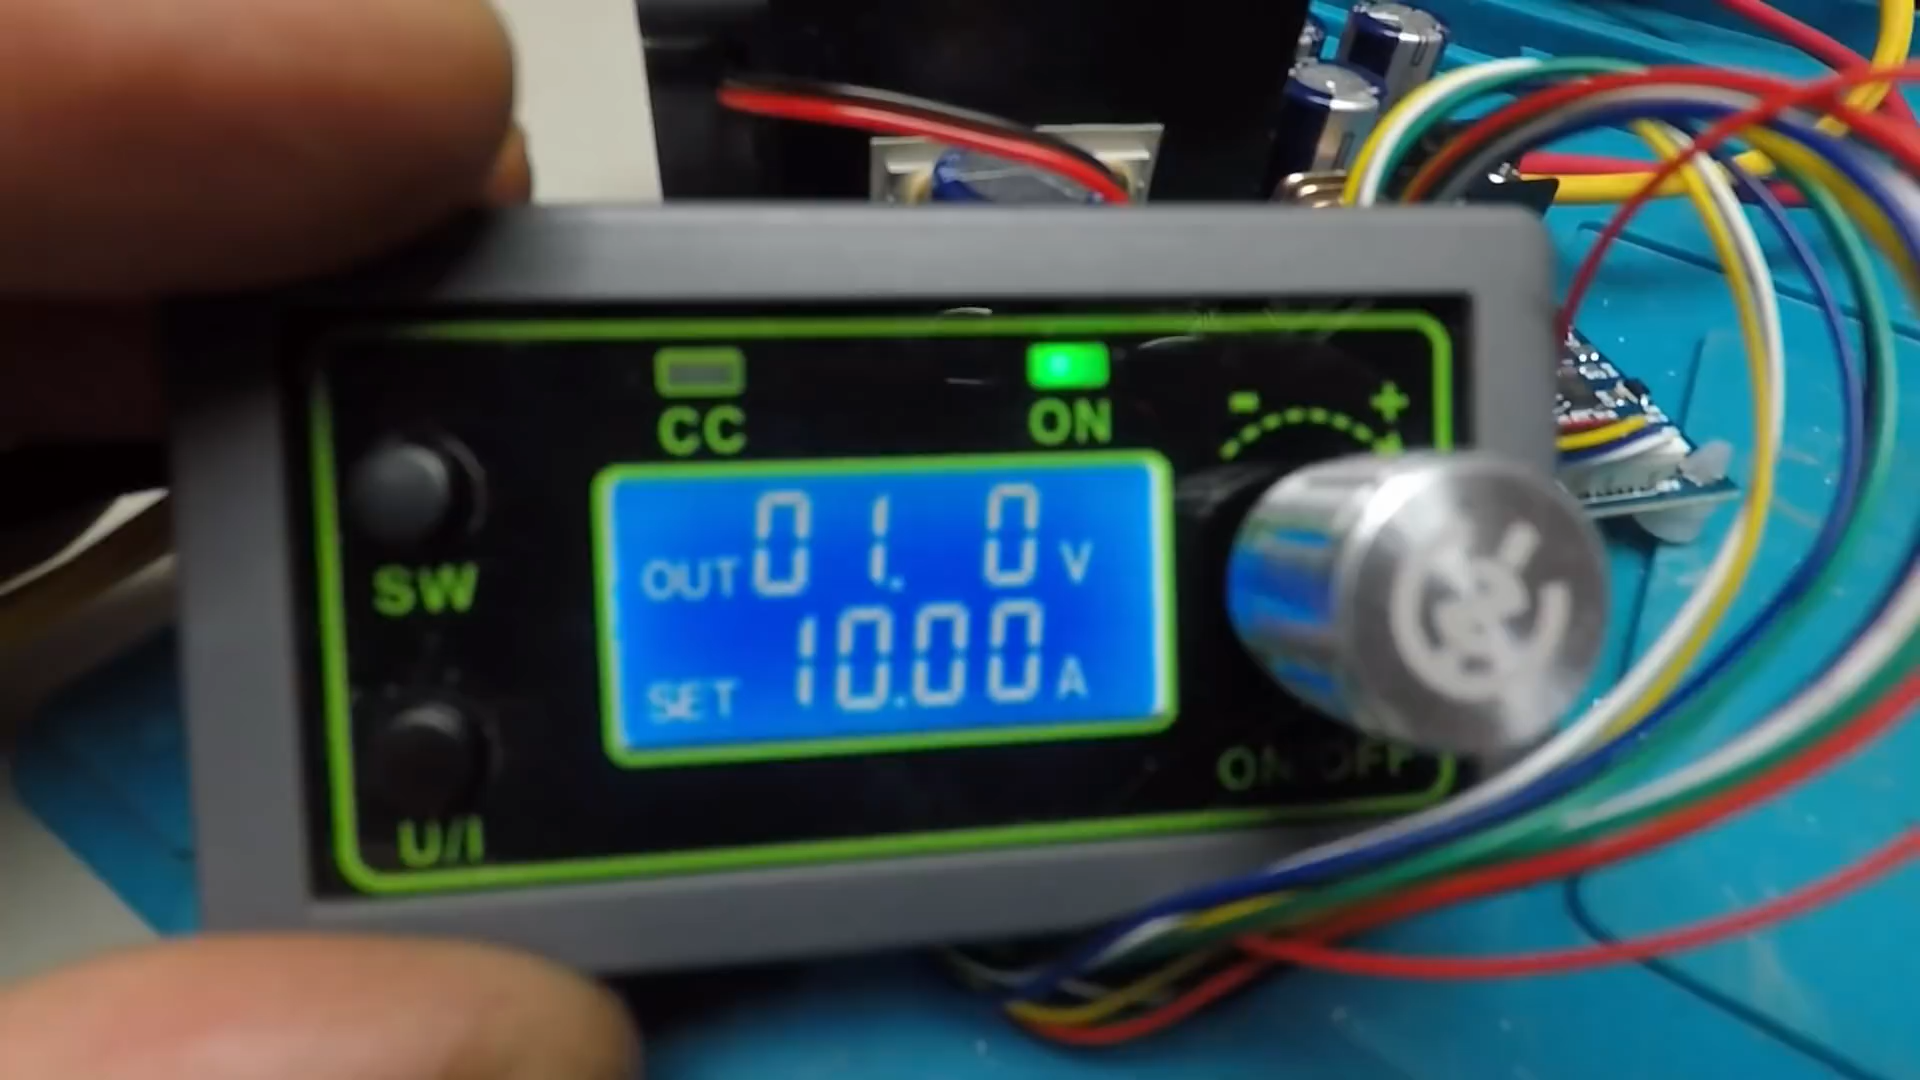 CC
ON
- +
SW
OUT 01. 0 V
SET 10.00 A
ON/OFF
U/I